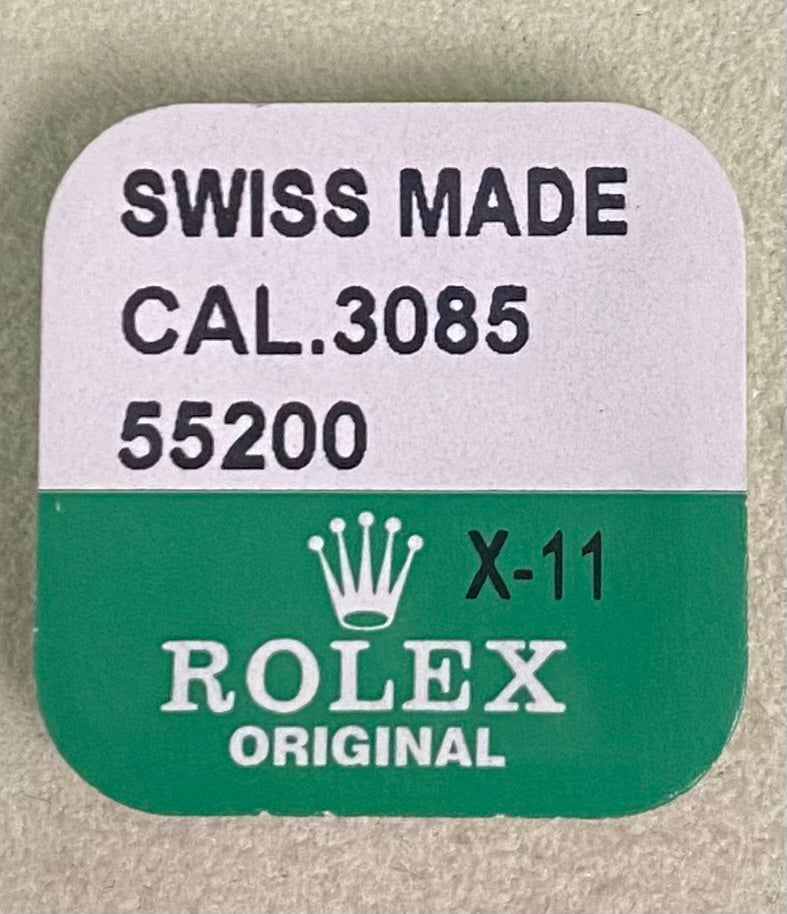 SWISS MADE
CAL.3085
55200
X-11
ROLEX
ORIGINAL